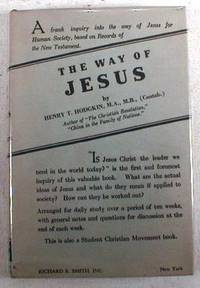 A frank inquiry into the way of Jesus for
Human Society, based on Records of
the New Testament.
THE WAY OF
JESUS
by
HENRY T. HODGKIN, M.A., M.B., (Cantab.)
Author of "The Christian Revolution,"
"China in the Family of Nations."
"IS Jesus Christ the leader we
need in the world today?" is the first and foremost
inquiry of this valuable book. What are the actual
ideas of Jesus and what do they mean if applied to
society? How can they be worked out?
Arranged for daily study over a period of ten weeks,
with general notes and questions for discussion at the
end of each week.
This is also a Student Christian Movement book.
RICHARD R. SMITH, INC. New York